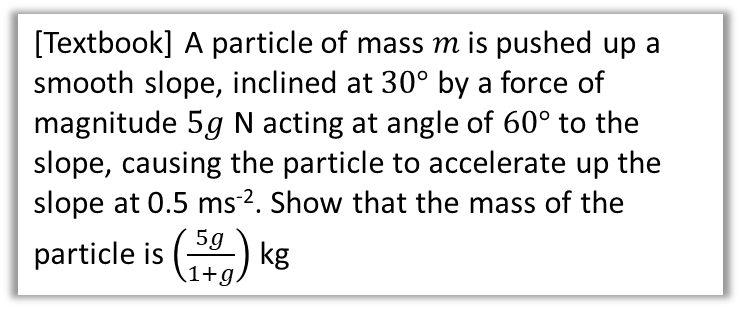 [Textbook] A particle of mass 𝑚 is pushed up a
smooth slope, inclined at 30° by a force of
magnitude 5𝑔 N acting at angle of 60° to the
slope, causing the particle to accelerate up the
slope at 0.5 ms⁻². Show that the mass of the
particle is (5𝑔/(1+𝑔)) kg